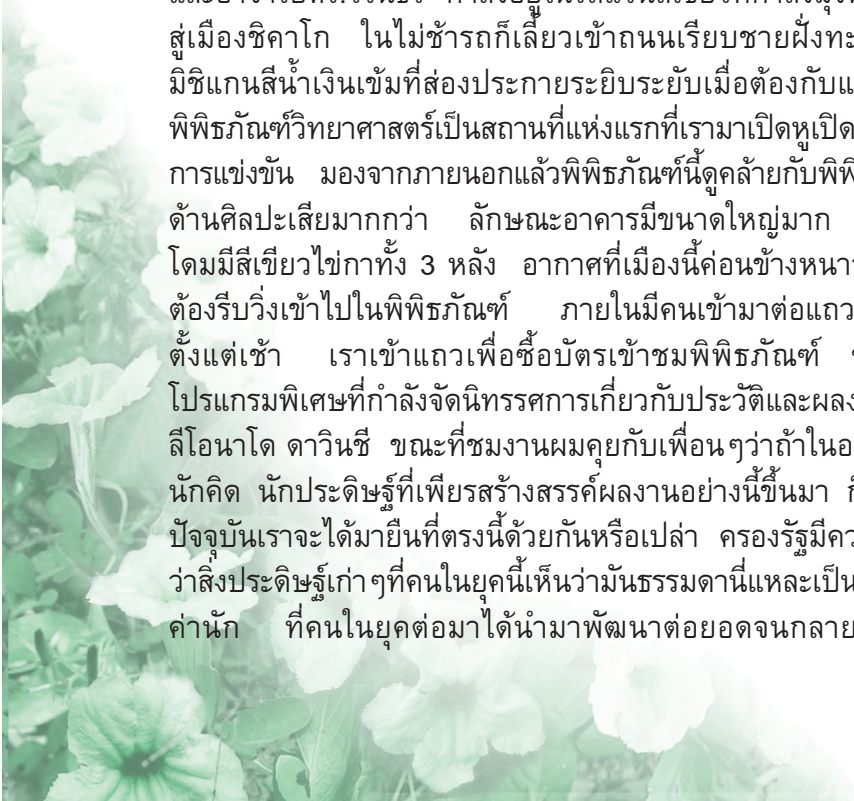 สู่เมืองชิคาโก ในไม่ช้ารถก็เลี้ยวเข้าถนนเรียบชายฝั่งทะ
มิชิแกนสีน้ำเงินเข้มที่ส่องประกายระยิบระยับเมื่อต้องกับแ
พิพิธภัณฑ์วิทยาศาสตร์เป็นสถานที่แห่งแรกที่เรามาเปิดหูเปิด
การแข่งขัน มองจากภายนอกแล้วพิพิธภัณฑ์นี้ดูคล้ายกับพิพิ
ด้านศิลปะเสียมากกว่า ลักษณะอาคารมีขนาดใหญ่มาก
โดมมีสีเขียวไข่กาทั้ง 3 หลัง อากาศที่เมืองนี้ค่อนข้างหนา
ต้องรีบวิ่งเข้าไปในพิพิธภัณฑ์ ภายในมีคนเข้ามาต่อแถว
ตั้งแต่เช้า เราเข้าแถวเพื่อซื้อบัตรเข้าชมพิพิธภัณฑ์
โปรแกรมพิเศษที่กำลังจัดนิทรรศการเกี่ยวกับประวัติและผลง
ลีโอนาโด ดาวินชี ขณะที่ชมงานผมคุยกับเพื่อนๆว่าถ้าในอ
นักคิด นักประดิษฐ์ที่เพียรสร้างสรรค์ผลงานอย่างนี้ขึ้นมา ก็
ปัจจุบันเราจะได้มายืนที่ตรงนี้ด้วยกันหรือเปล่า ครองรัฐมีคว
ว่าสิ่งประดิษฐ์เก่าๆที่คนในยุคนี้เห็นว่ามันธรรมดานี่แหละเป็น
ค่านัก ที่คนในยุคต่อมาได้นำมาพัฒนาต่อยอดจนกลาย